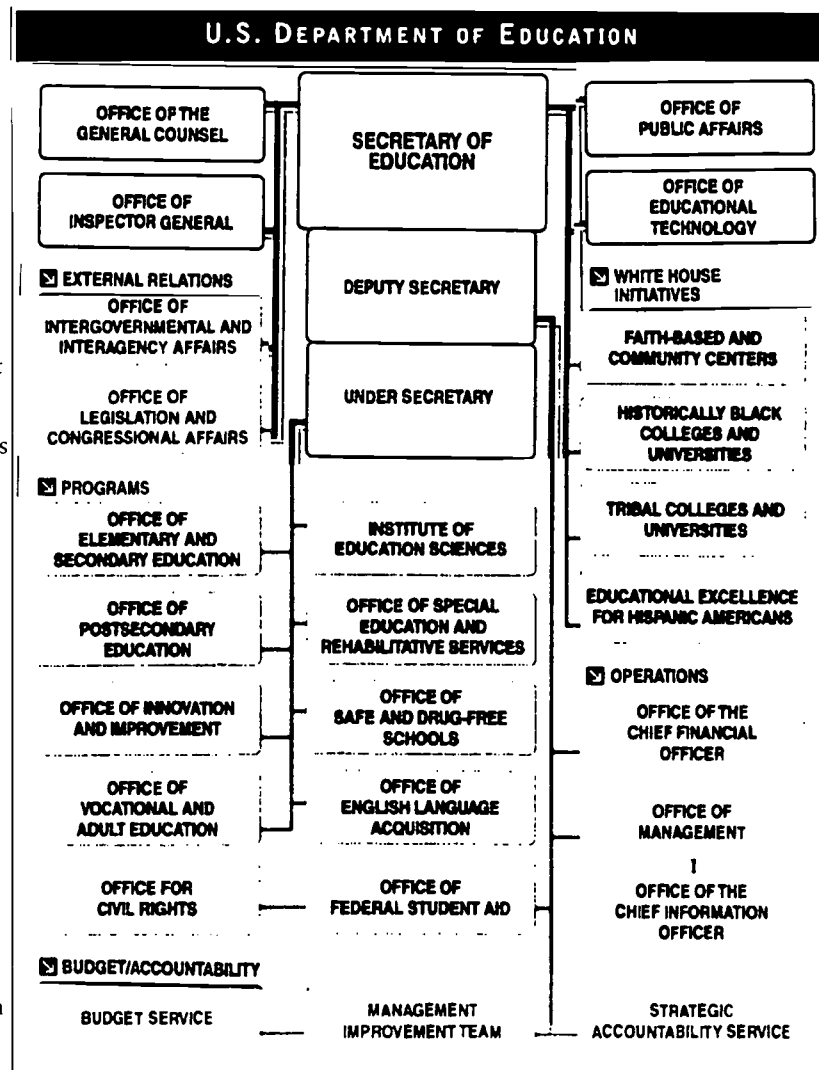 U.S. DEPARTMENT OF EDUCATION
OFFICE OF THE
GENERAL COUNSEL
SECRETARY OF
EDUCATION
OFFICE OF
PUBLIC AFFAIRS
OFFICE OF
INSPECTOR GENERAL
OFFICE OF
EDUCATIONAL
TECHNOLOGY
EXTERNAL RELATIONS
DEPUTY SECRETARY
WHITE HOUSE
INITIATIVES
OFFICE OF
INTERGOVERNMENTAL AND
INTERAGENCY AFFAIRS
FAITH-BASED AND
COMMUNITY CENTERS
OFFICE OF
LEGISLATION AND
CONGRESSIONAL AFFAIRS
UNDER SECRETARY
HISTORICALLY BLACK
COLLEGES AND
UNIVERSITIES
PROGRAMS
OFFICE OF
ELEMENTARY AND
SECONDARY EDUCATION
INSTITUTE OF
EDUCATION SCIENCES
TRIBAL COLLEGES AND
UNIVERSITIES
OFFICE OF
POSTSECONDARY
EDUCATION
OFFICE OF SPECIAL
EDUCATION AND
REHABILITATIVE SERVICES
EDUCATIONAL EXCELLENCE
FOR HISPANIC AMERICANS
OPERATIONS
OFFICE OF INNOVATION
AND IMPROVEMENT
OFFICE OF
SAFE AND DRUG-FREE
SCHOOLS
OFFICE OF THE
CHIEF FINANCIAL
OFFICER
OFFICE OF
VOCATIONAL AND
ADULT EDUCATION
OFFICE OF
ENGLISH LANGUAGE
ACQUISITION
OFFICE OF
MANAGEMENT
OFFICE FOR
CIVIL RIGHTS
OFFICE OF
FEDERAL STUDENT AID
OFFICE OF THE
CHIEF INFORMATION
OFFICER
BUDGET/ACCOUNTABILITY
BUDGET SERVICE
MANAGEMENT
IMPROVEMENT TEAM
STRATEGIC
ACCOUNTABILITY SERVICE